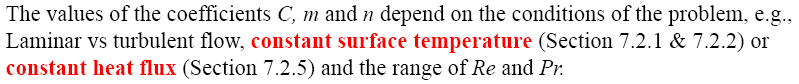 The values of the coefficients C, m and n depend on the conditions of the problem, e.g.,
Laminar vs turbulent flow, constant surface temperature (Section 7.2.1 & 7.2.2) or
constant heat flux (Section 7.2.5) and the range of Re and Pr.